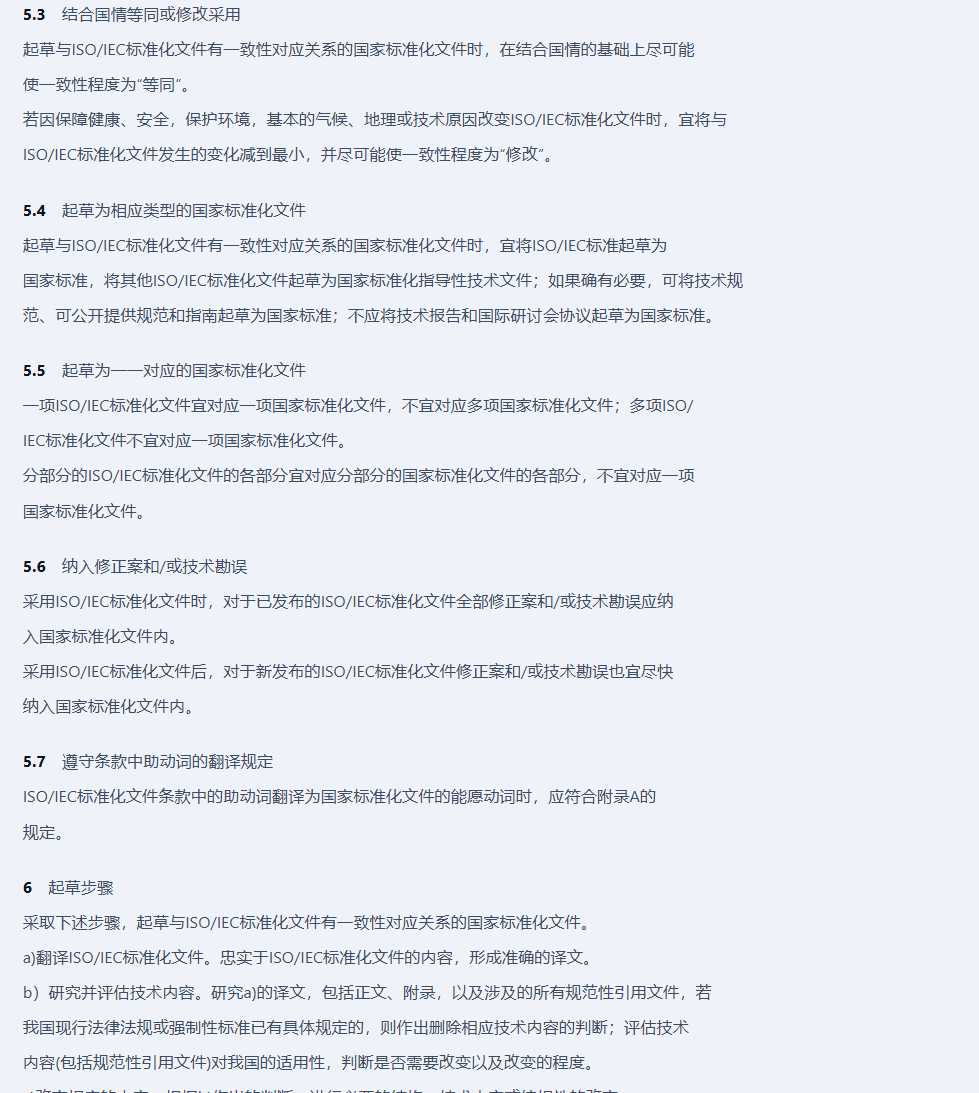 5.3 结合国情等同或修改采用
起草与ISO/IEC标准化文件有一致性对应关系的国家标准化文件时，在结合国情的基础上尽可能
使一致性程度为“等同”。
若因保障健康、安全，保护环境，基本的气候、地理或技术原因改变ISO/IEC标准化文件时，宜将与
ISO/IEC标准化文件发生的变化减到最小，并尽可能使一致性程度为“修改”。
5.4 起草为相应类型的国家标准化文件
起草与ISO/IEC标准化文件有一致性对应关系的国家标准化文件时，宜将ISO/IEC标准起草为
国家标准，将其他ISO/IEC标准化文件起草为国家标准化指导性技术文件；如果确有必要，可将技术规
范、可公开提供规范和指南起草为国家标准；不应将技术报告和国际研讨会协议起草为国家标准。
5.5 起草为一一对应的国家标准化文件
一项ISO/IEC标准化文件宜对应一项国家标准化文件，不宜对应多项国家标准化文件；多项ISO/
IEC标准化文件不宜对应一项国家标准化文件。
分部分的ISO/IEC标准化文件的各部分宜对应分部分的国家标准化文件的各部分，不宜对应一项
国家标准化文件。
5.6 纳入修正案和/或技术勘误
采用ISO/IEC标准化文件时，对于已发布的ISO/IEC标准化文件全部修正案和/或技术勘误应纳
入国家标准化文件内。
采用ISO/IEC标准化文件后，对于新发布的ISO/IEC标准化文件修正案和/或技术勘误也宜尽快
纳入国家标准化文件内。
5.7 遵守条款中助动词的翻译规定
ISO/IEC标准化文件条款中的助动词翻译为国家标准化文件的能愿动词时，应符合附录A的
规定。
6 起草步骤
采取下述步骤，起草与ISO/IEC标准化文件有一致性对应关系的国家标准化文件。
a)翻译ISO/IEC标准化文件。忠实于ISO/IEC标准化文件的内容，形成准确的译文。
b）研究并评估技术内容。研究a)的译文，包括正文、附录，以及涉及的所有规范性引用文件，若
我国现行法律法规或强制性标准已有具体规定的，则作出删除相应技术内容的判断；评估技术
内容(包括规范性引用文件)对我国的适用性，判断是否需要改变以及改变的程度。